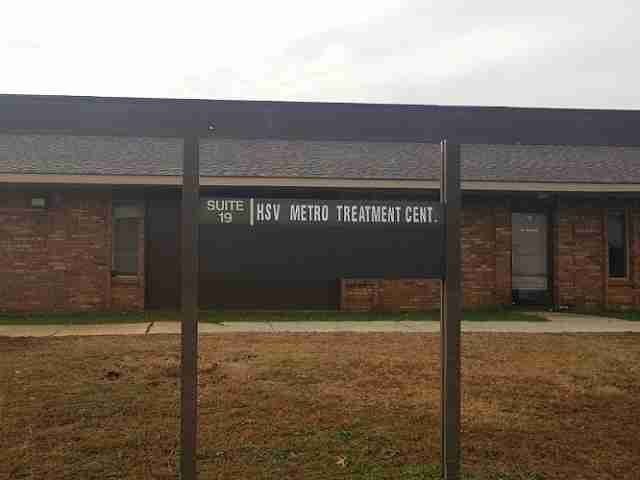 SUITE
19
HSV METRO TREATMENT CENT.